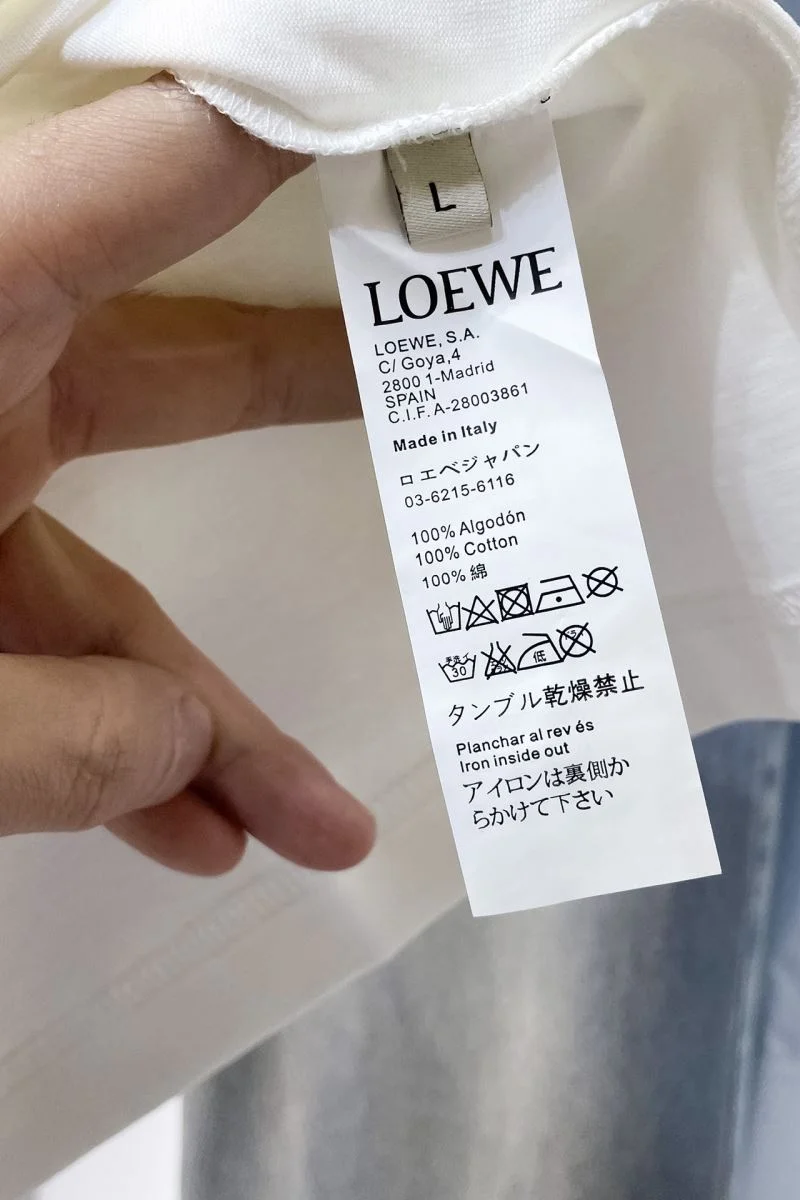 L
LOEWE
LOEWE, S.A.
C/ Goya,4
2800 1-Madrid
SPAIN
C.I.F. A-28003861
Made in Italy
ロエベジャパン
03-6215-6116
100% Algodón
100% Cotton
100% 綿
30
低
タンブル乾燥禁止
Planchar al rev és
Iron inside out
アイロンは裏側か
らかけて下さい